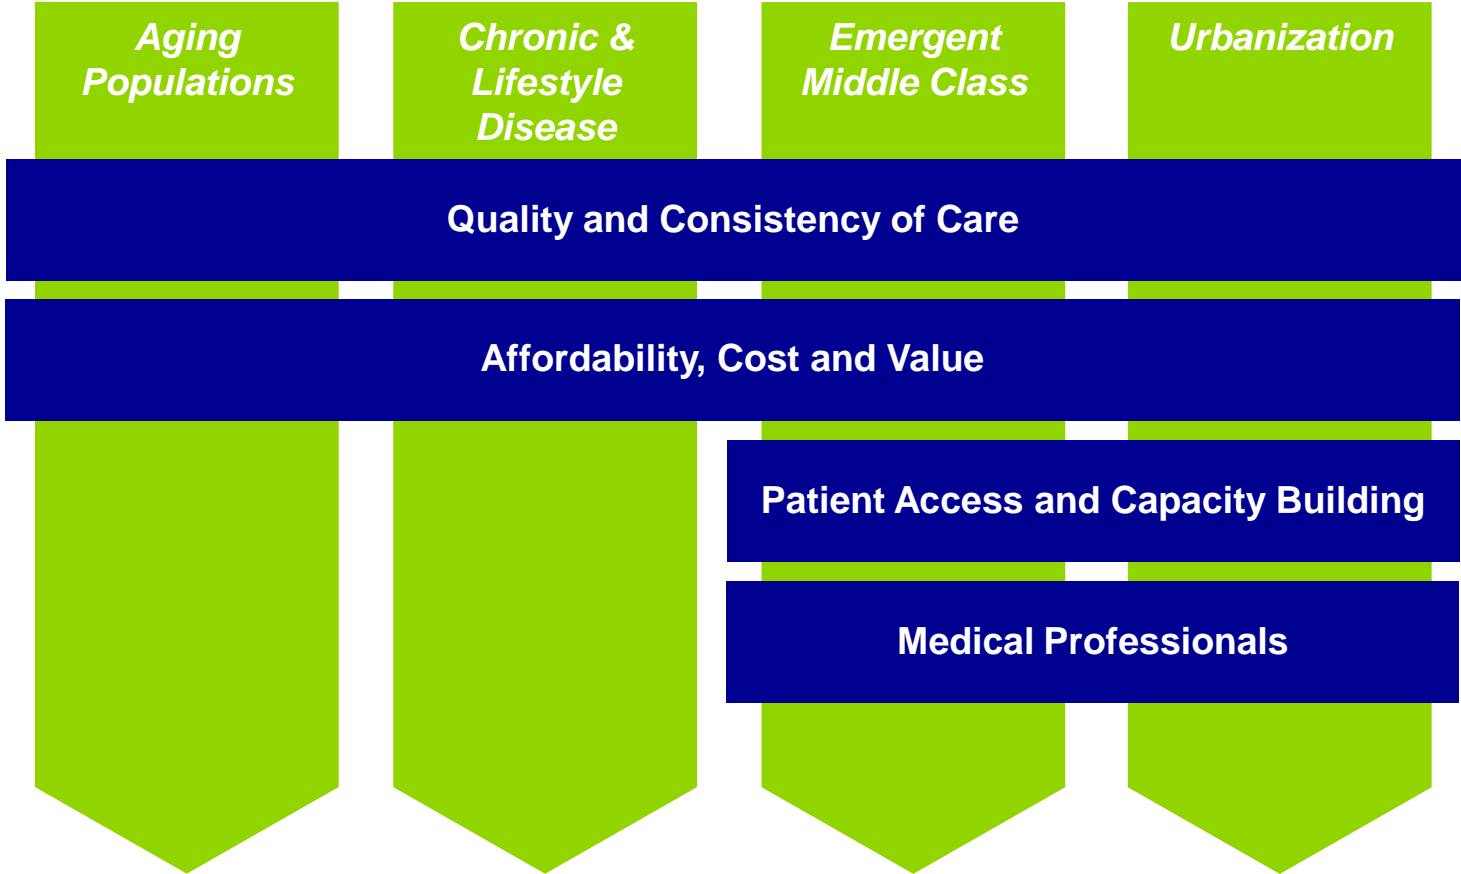 Aging
Populations
Chronic &
Lifestyle
Disease
Emergent
Middle Class
Urbanization
Quality and Consistency of Care
Affordability, Cost and Value
Patient Access and Capacity Building
Medical Professionals